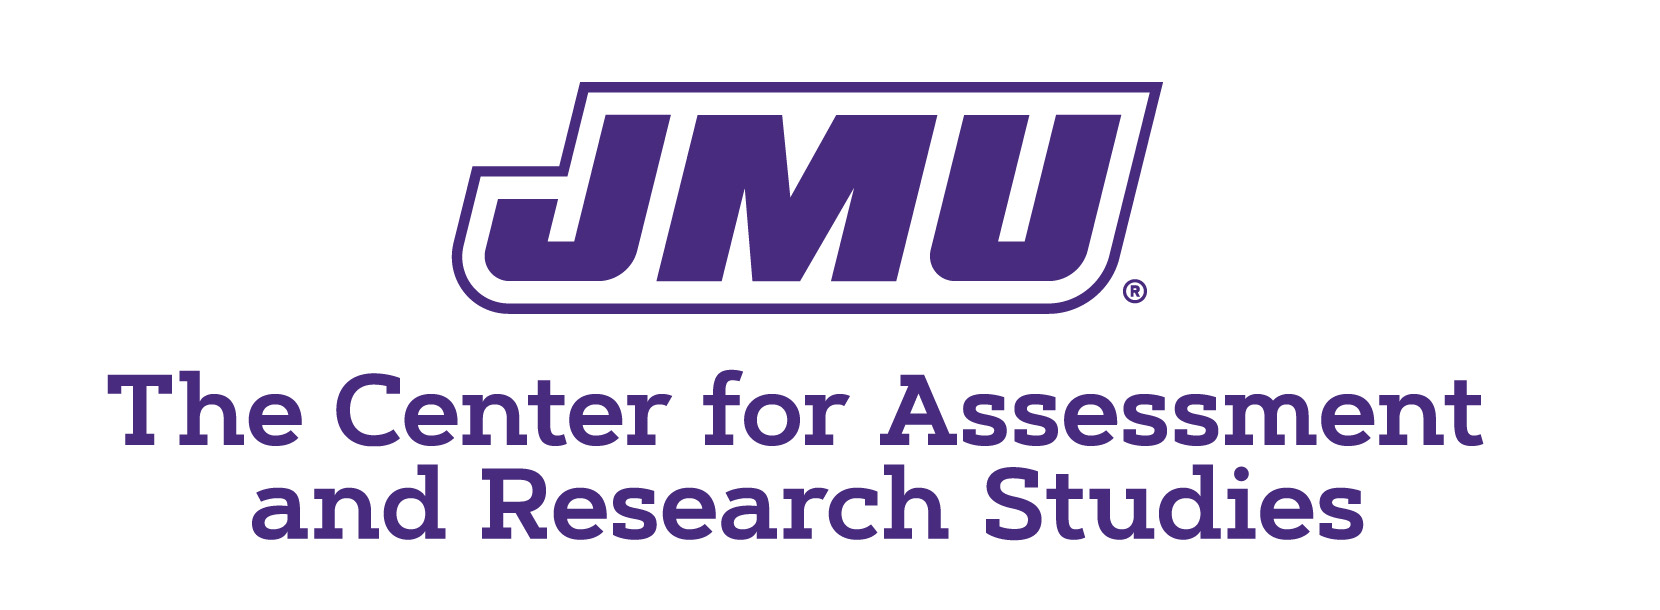 JMU®
The Center for Assessment
and Research Studies